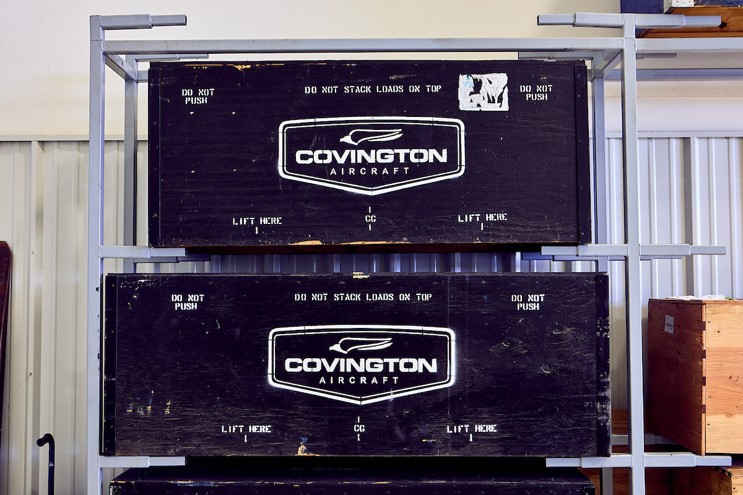 DO NOT PUSH
DO NOT STACK LOADS ON TOP
DO NOT PUSH
COVINGTON
AIRCRAFT
LIFT HERE
CG
LIFT HERE
DO NOT PUSH
DO NOT STACK LOADS ON TOP
DO NOT PUSH
COVINGTON
AIRCRAFT
LIFT HERE
CG
LIFT HERE